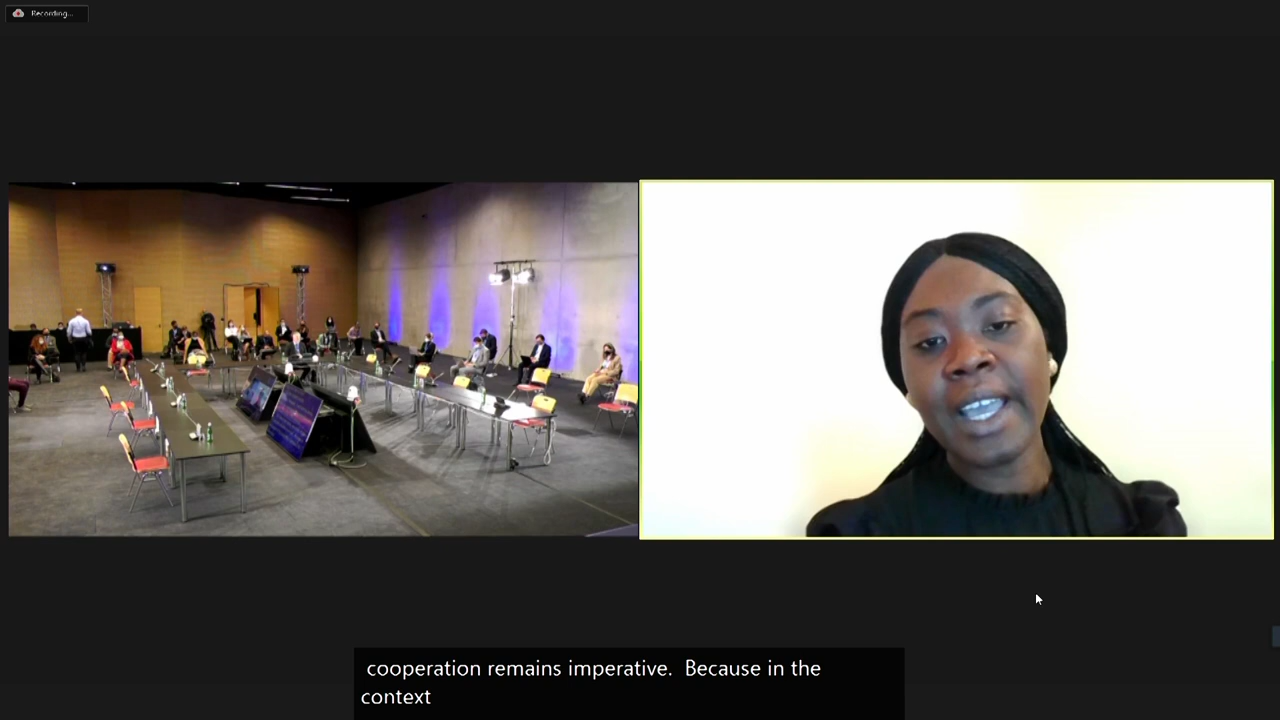 Recording...
cooperation remains imperative.  Because in the
context